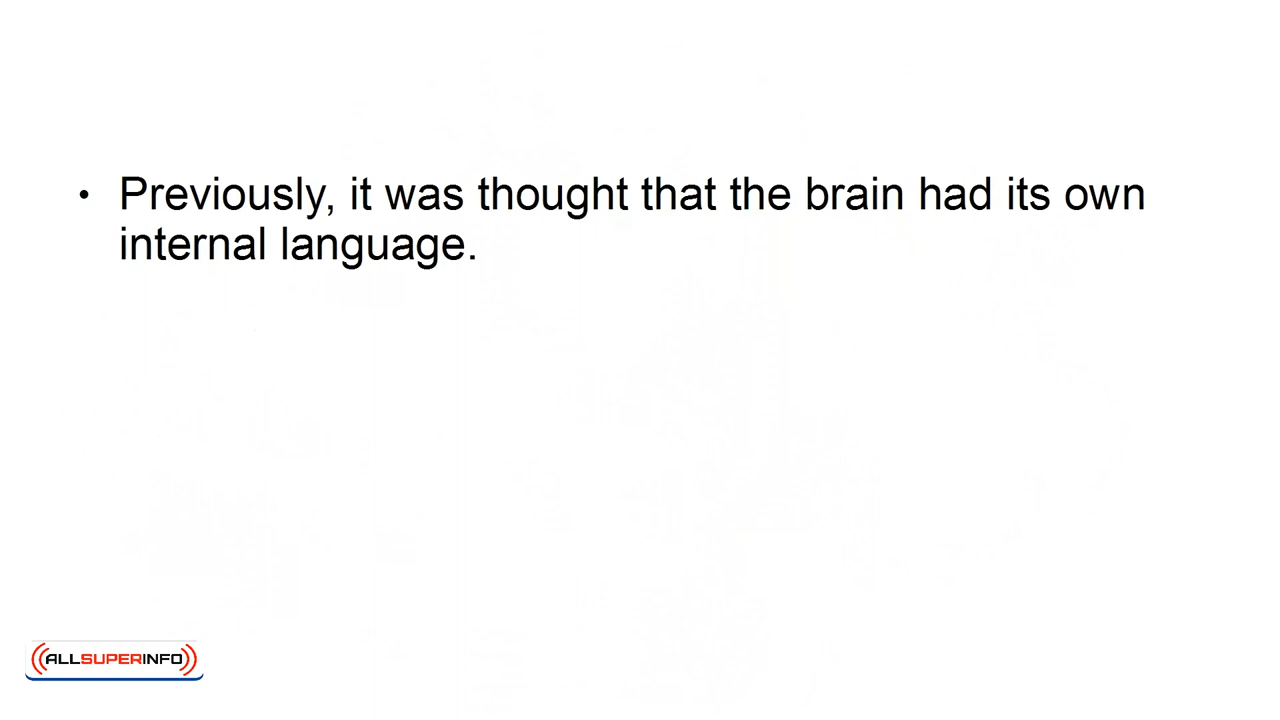 • Previously, it was thought that the brain had its own
internal language.
ALLSUPERINFO